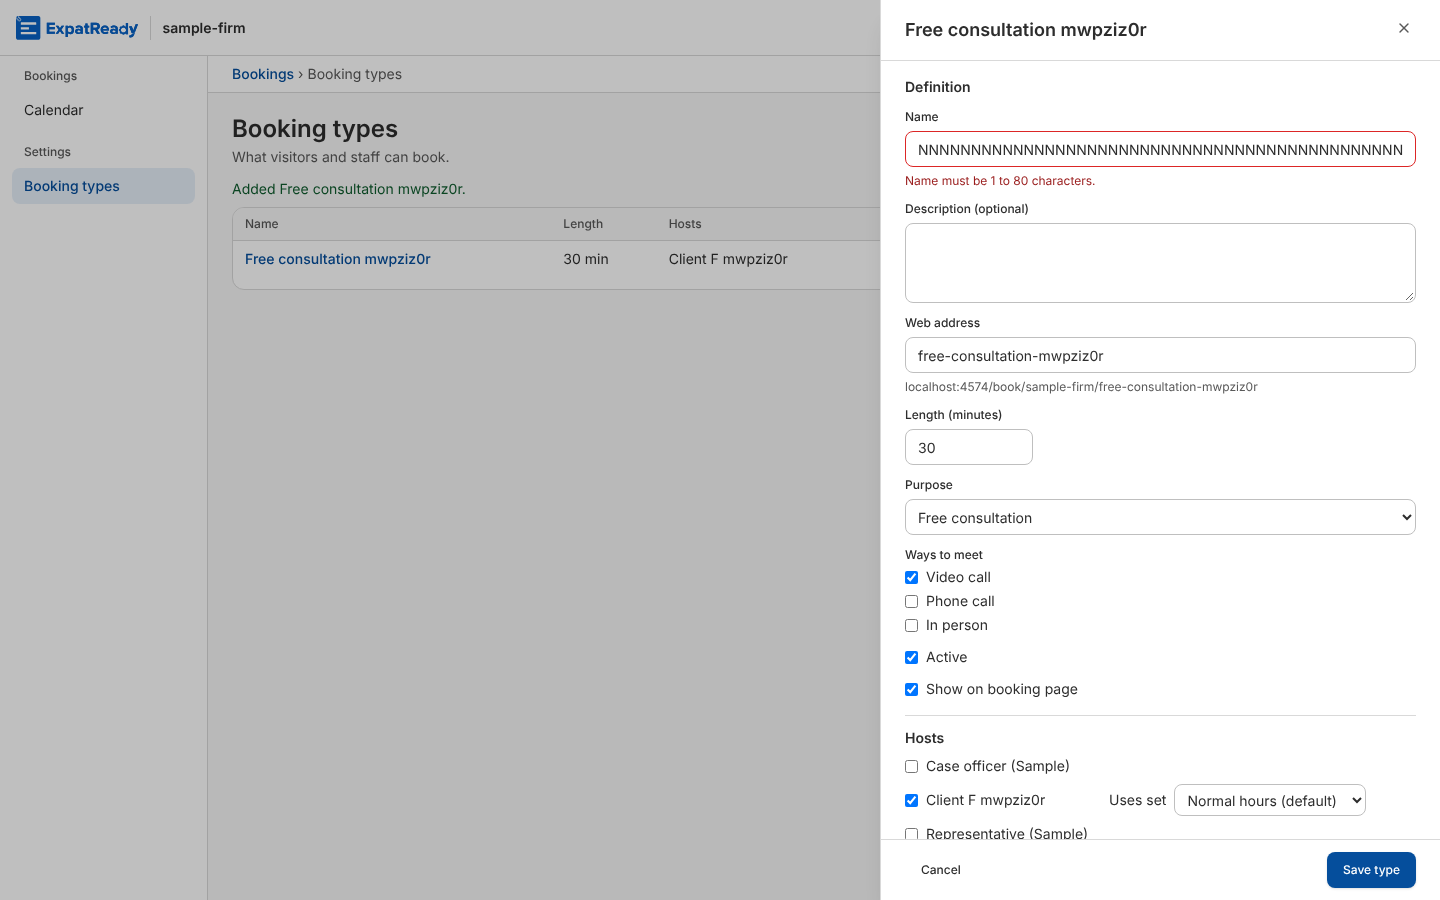 ExpatReady
sample-firm
Bookings
Calendar
Settings
Booking types
Bookings › Booking types
Booking types
What visitors and staff can book.
Added Free consultation mwpziz0r.
Name Length Hosts
Free consultation mwpziz0r 30 min Client F mwpziz0r
Free consultation mwpziz0r
Definition
Name
NNNNNNNNNNNNNNNNNNNNNNNNNNNNNNNNNNNNNNNNNNNNNN
Name must be 1 to 80 characters.
Description (optional)
Web address
free-consultation-mwpziz0r
localhost:4574/book/sample-firm/free-consultation-mwpziz0r
Length (minutes)
30
Purpose
Free consultation
Ways to meet
Video call
Phone call
In person
Active
Show on booking page
Hosts
Case officer (Sample)
Client F mwpziz0r Uses set Normal hours (default)
Representative (Sample)
Cancel Save type